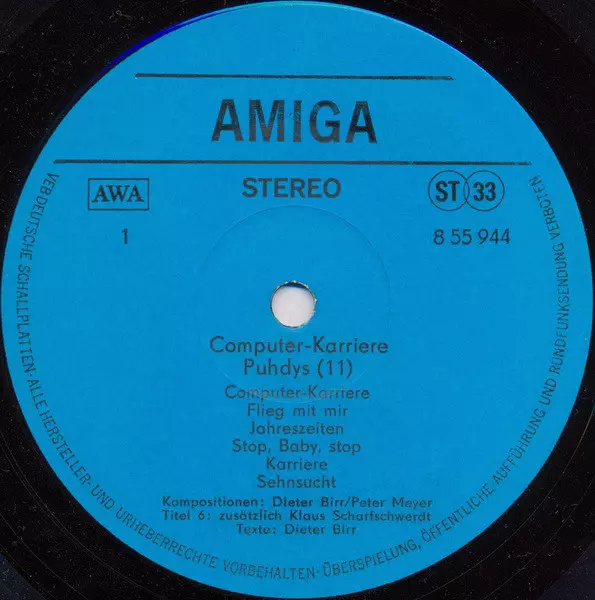 AMIGA
AWA
STEREO
ST 33
1
8 55 944
Computer-Karriere
Puhdys (11)
Computer-Karriere
Flieg mit mir
Jahreszeiten
Stop, Baby, stop
Karriere
Sehnsucht
Kompositionen: Dieter Birr/Peter Meyer
Titel 6: zusätzlich Klaus Scharfschwerdt
Texte: Dieter Birr
VEB DEUTSCHE SCHALLPLATTEN · ALLE HERSTELLER- UND URHEBERRECHTE VORBEHALTEN · ÜBERSPIELUNG, ÖFFENTLICHE AUFFÜHRUNG UND RUNDFUNKSENDUNG VERBOTEN